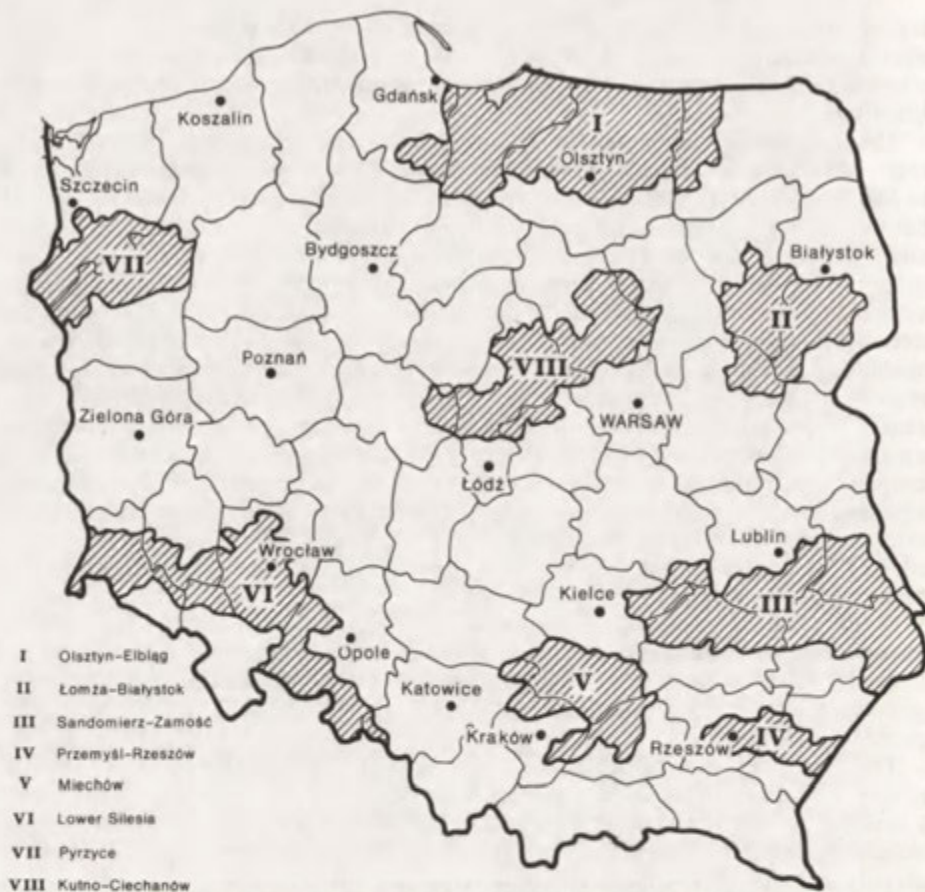 Gdańsk
Koszalin
I
Olsztyn
Szczecin
Bydgoszcz
Białystok
VII
II
Poznań
VIII
Zielona Góra
WARSAW
Łódź
Lublin
Wrocław
Kielce
VI
III
Opole
V
Katowice
Kraków
Rzeszów
IV
I Olsztyn-Elbląg
II Łomża-Białystok
III Sandomierz-Zamość
IV Przemyśl-Rzeszów
V Miechów
VI Lower Silesia
VII Pyrzyce
VIII Kutno-Ciechanów